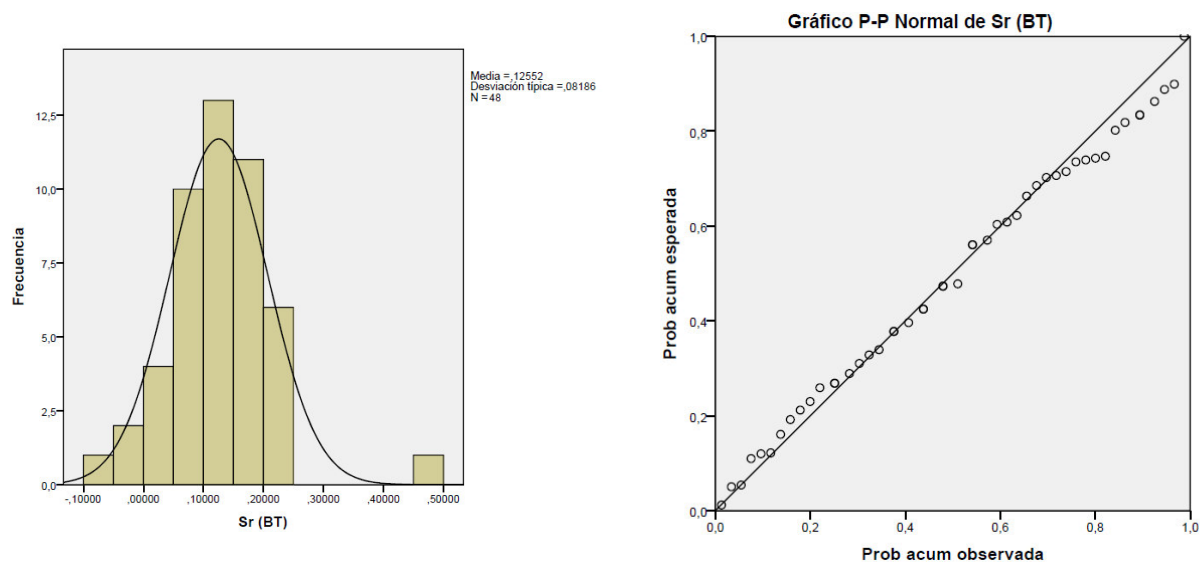 Media =,12552
Desviación típica =,08186
N =48
Frecuencia
12,5
10,0
7,5
5,0
2,5
0,0
-,10000 ,00000 ,10000 ,20000 ,30000 ,40000 ,50000
Sr (BT)
Gráfico P-P Normal de Sr (BT)
Prob acum esperada
1,0
0,8
0,6
0,4
0,2
0,0
0,0 0,2 0,4 0,6 0,8 1,0
Prob acum observada